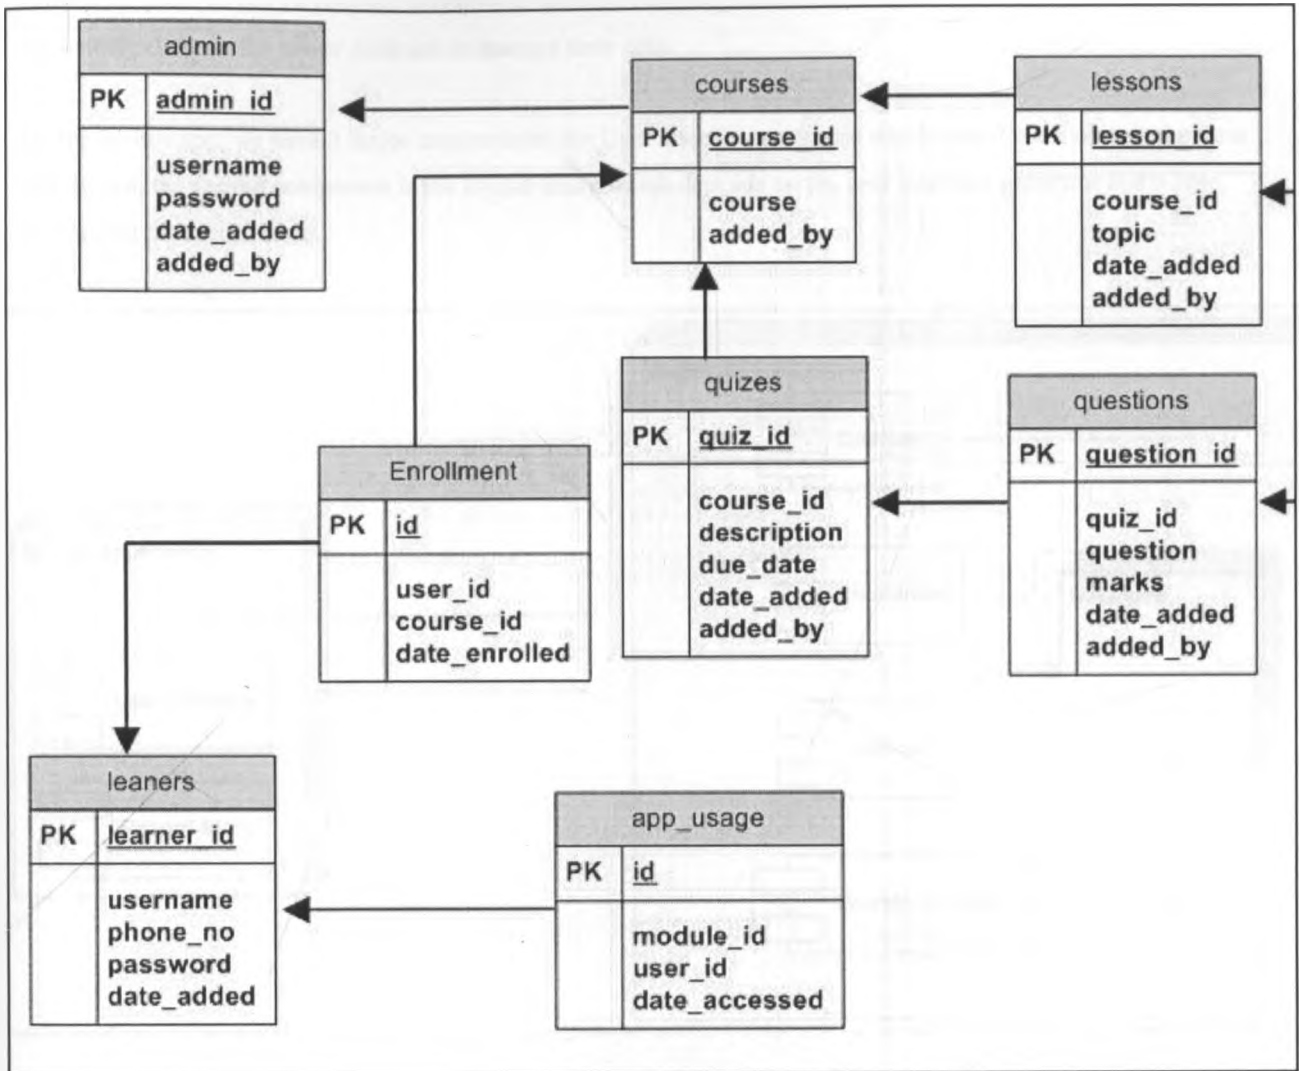 admin
PK admin_id
username
password
date_added
added_by
courses
PK course_id
course
added_by
lessons
PK lesson_id
course_id
topic
date_added
added_by
quizes
PK quiz_id
course_id
description
due_date
date_added
added_by
questions
PK question_id
quiz_id
question
marks
date_added
added_by
Enrollment
PK id
user_id
course_id
date_enrolled
leaners
PK learner_id
username
phone_no
password
date_added
app_usage
PK id
module_id
user_id
date_accessed